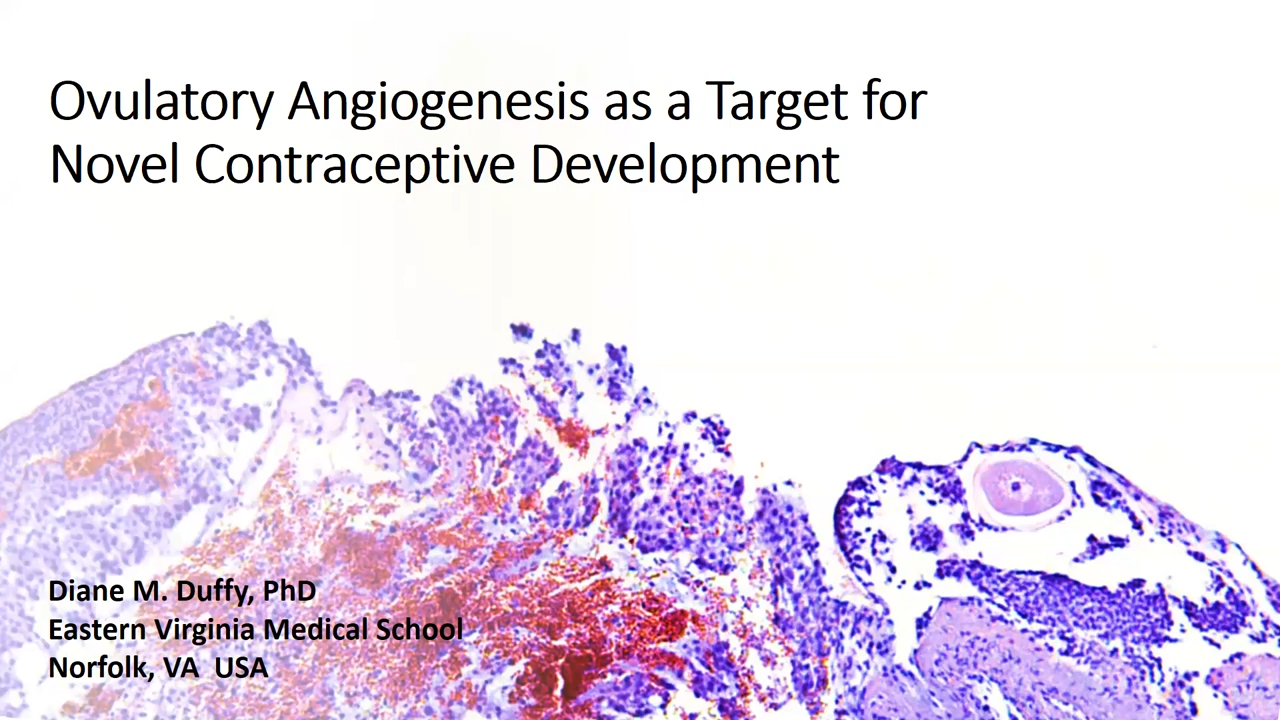 Ovulatory Angiogenesis as a Target for
Novel Contraceptive Development
Diane M. Duffy, PhD
Eastern Virginia Medical School
Norfolk, VA  USA